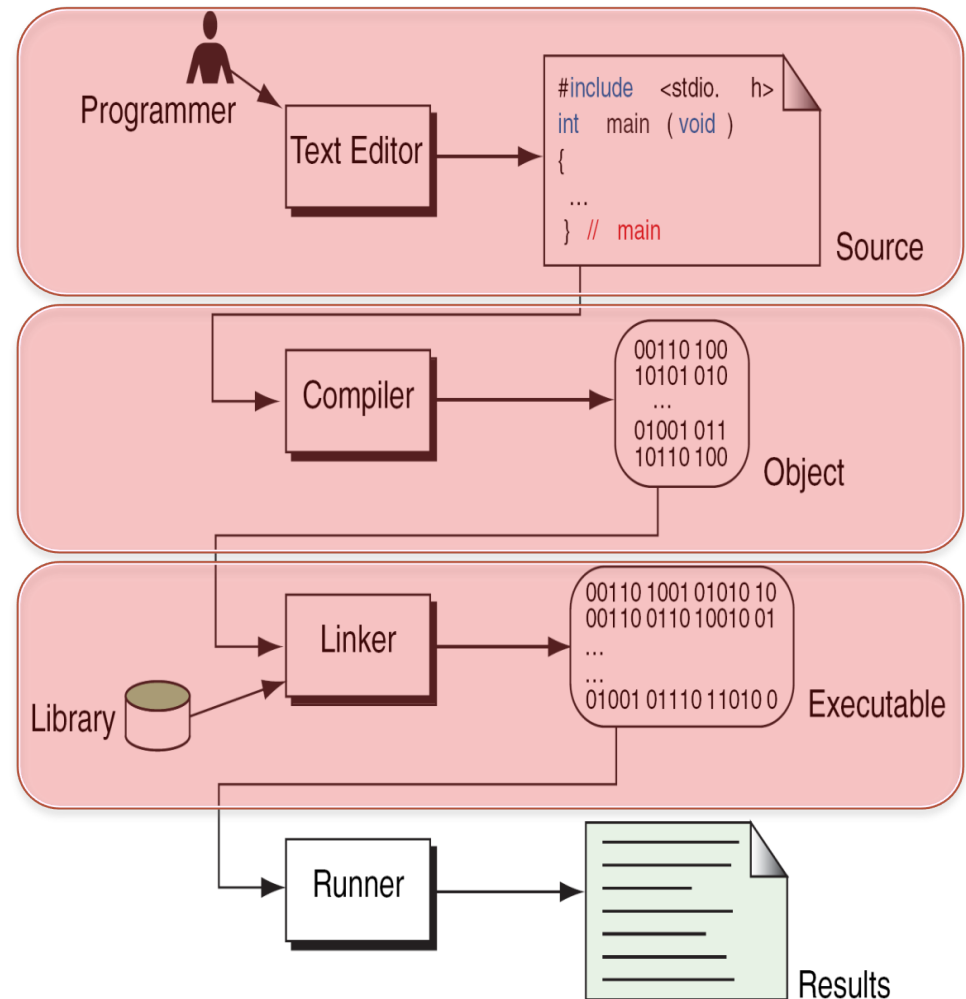 Programmer
Text Editor
#include <stdio. h>
int main ( void )
{
...
} // main
Source
Compiler
00110 100
10101 010
...
01001 011
10110 100
Object
Linker
Library
00110 1001 01010 10
00110 0110 10010 01
...
...
01001 01110 11010 0
Executable
Runner
Results